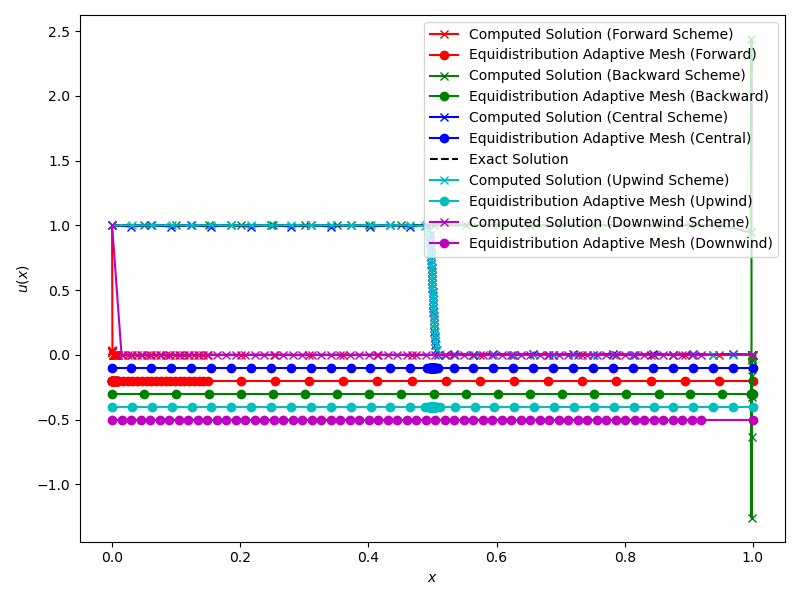 2.5
2.0
1.5
1.0
0.5
0.0
−0.5
−1.0
u(x)
0.0
0.2
0.4
0.6
0.8
1.0
x
Computed Solution (Forward Scheme)
Equidistribution Adaptive Mesh (Forward)
Computed Solution (Backward Scheme)
Equidistribution Adaptive Mesh (Backward)
Computed Solution (Central Scheme)
Equidistribution Adaptive Mesh (Central)
Exact Solution
Computed Solution (Upwind Scheme)
Equidistribution Adaptive Mesh (Upwind)
Computed Solution (Downwind Scheme)
Equidistribution Adaptive Mesh (Downwind)